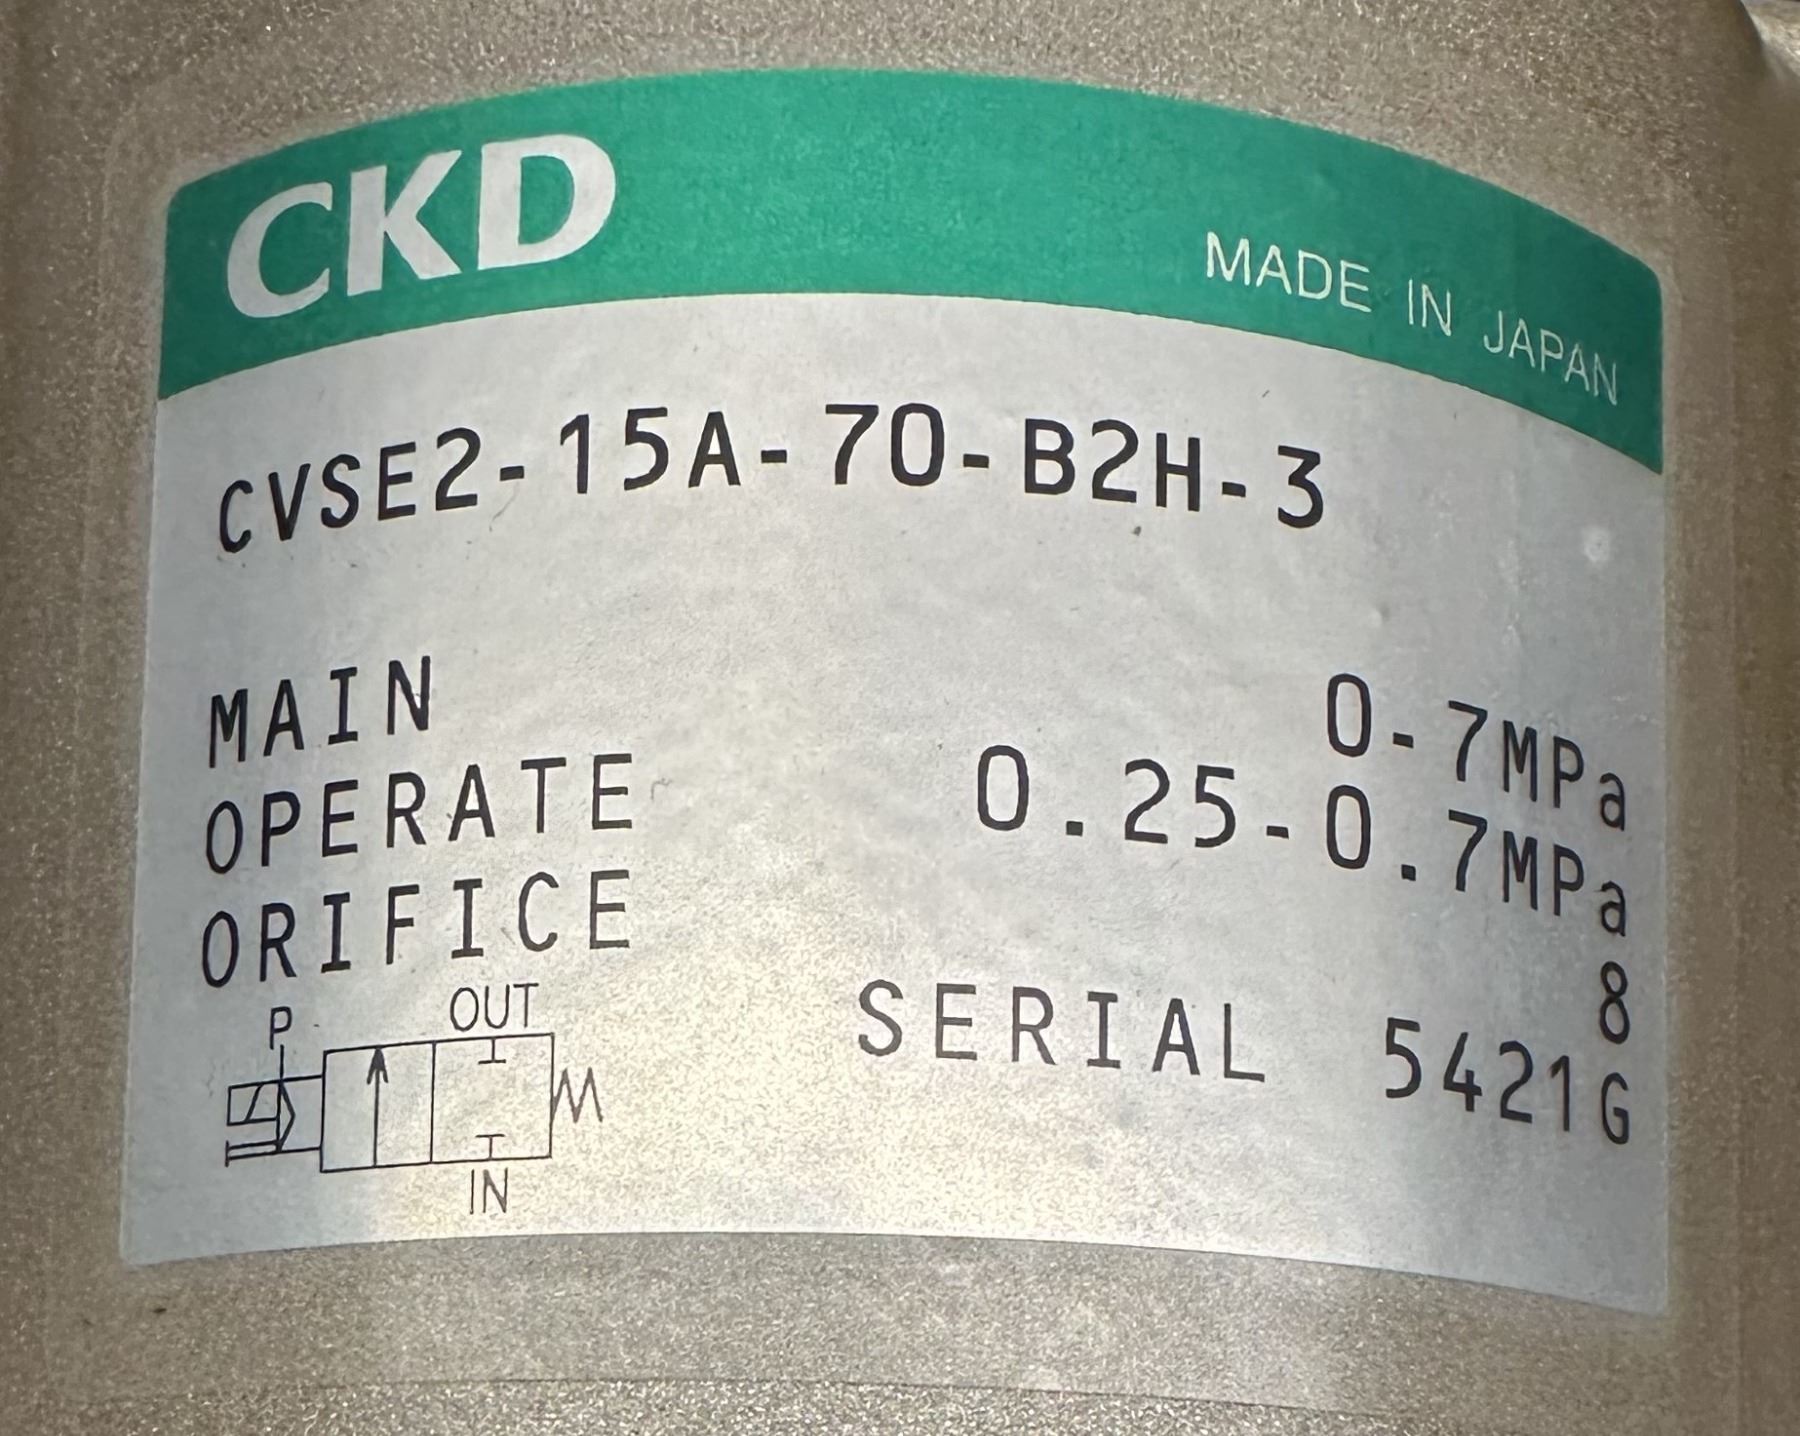 CKD
MADE IN JAPAN
CVSE2-15A-70-B2H-3
MAIN 0-7MPa
OPERATE 0.25-0.7MPa
ORIFICE 8
SERIAL 5421G
P
OUT
IN